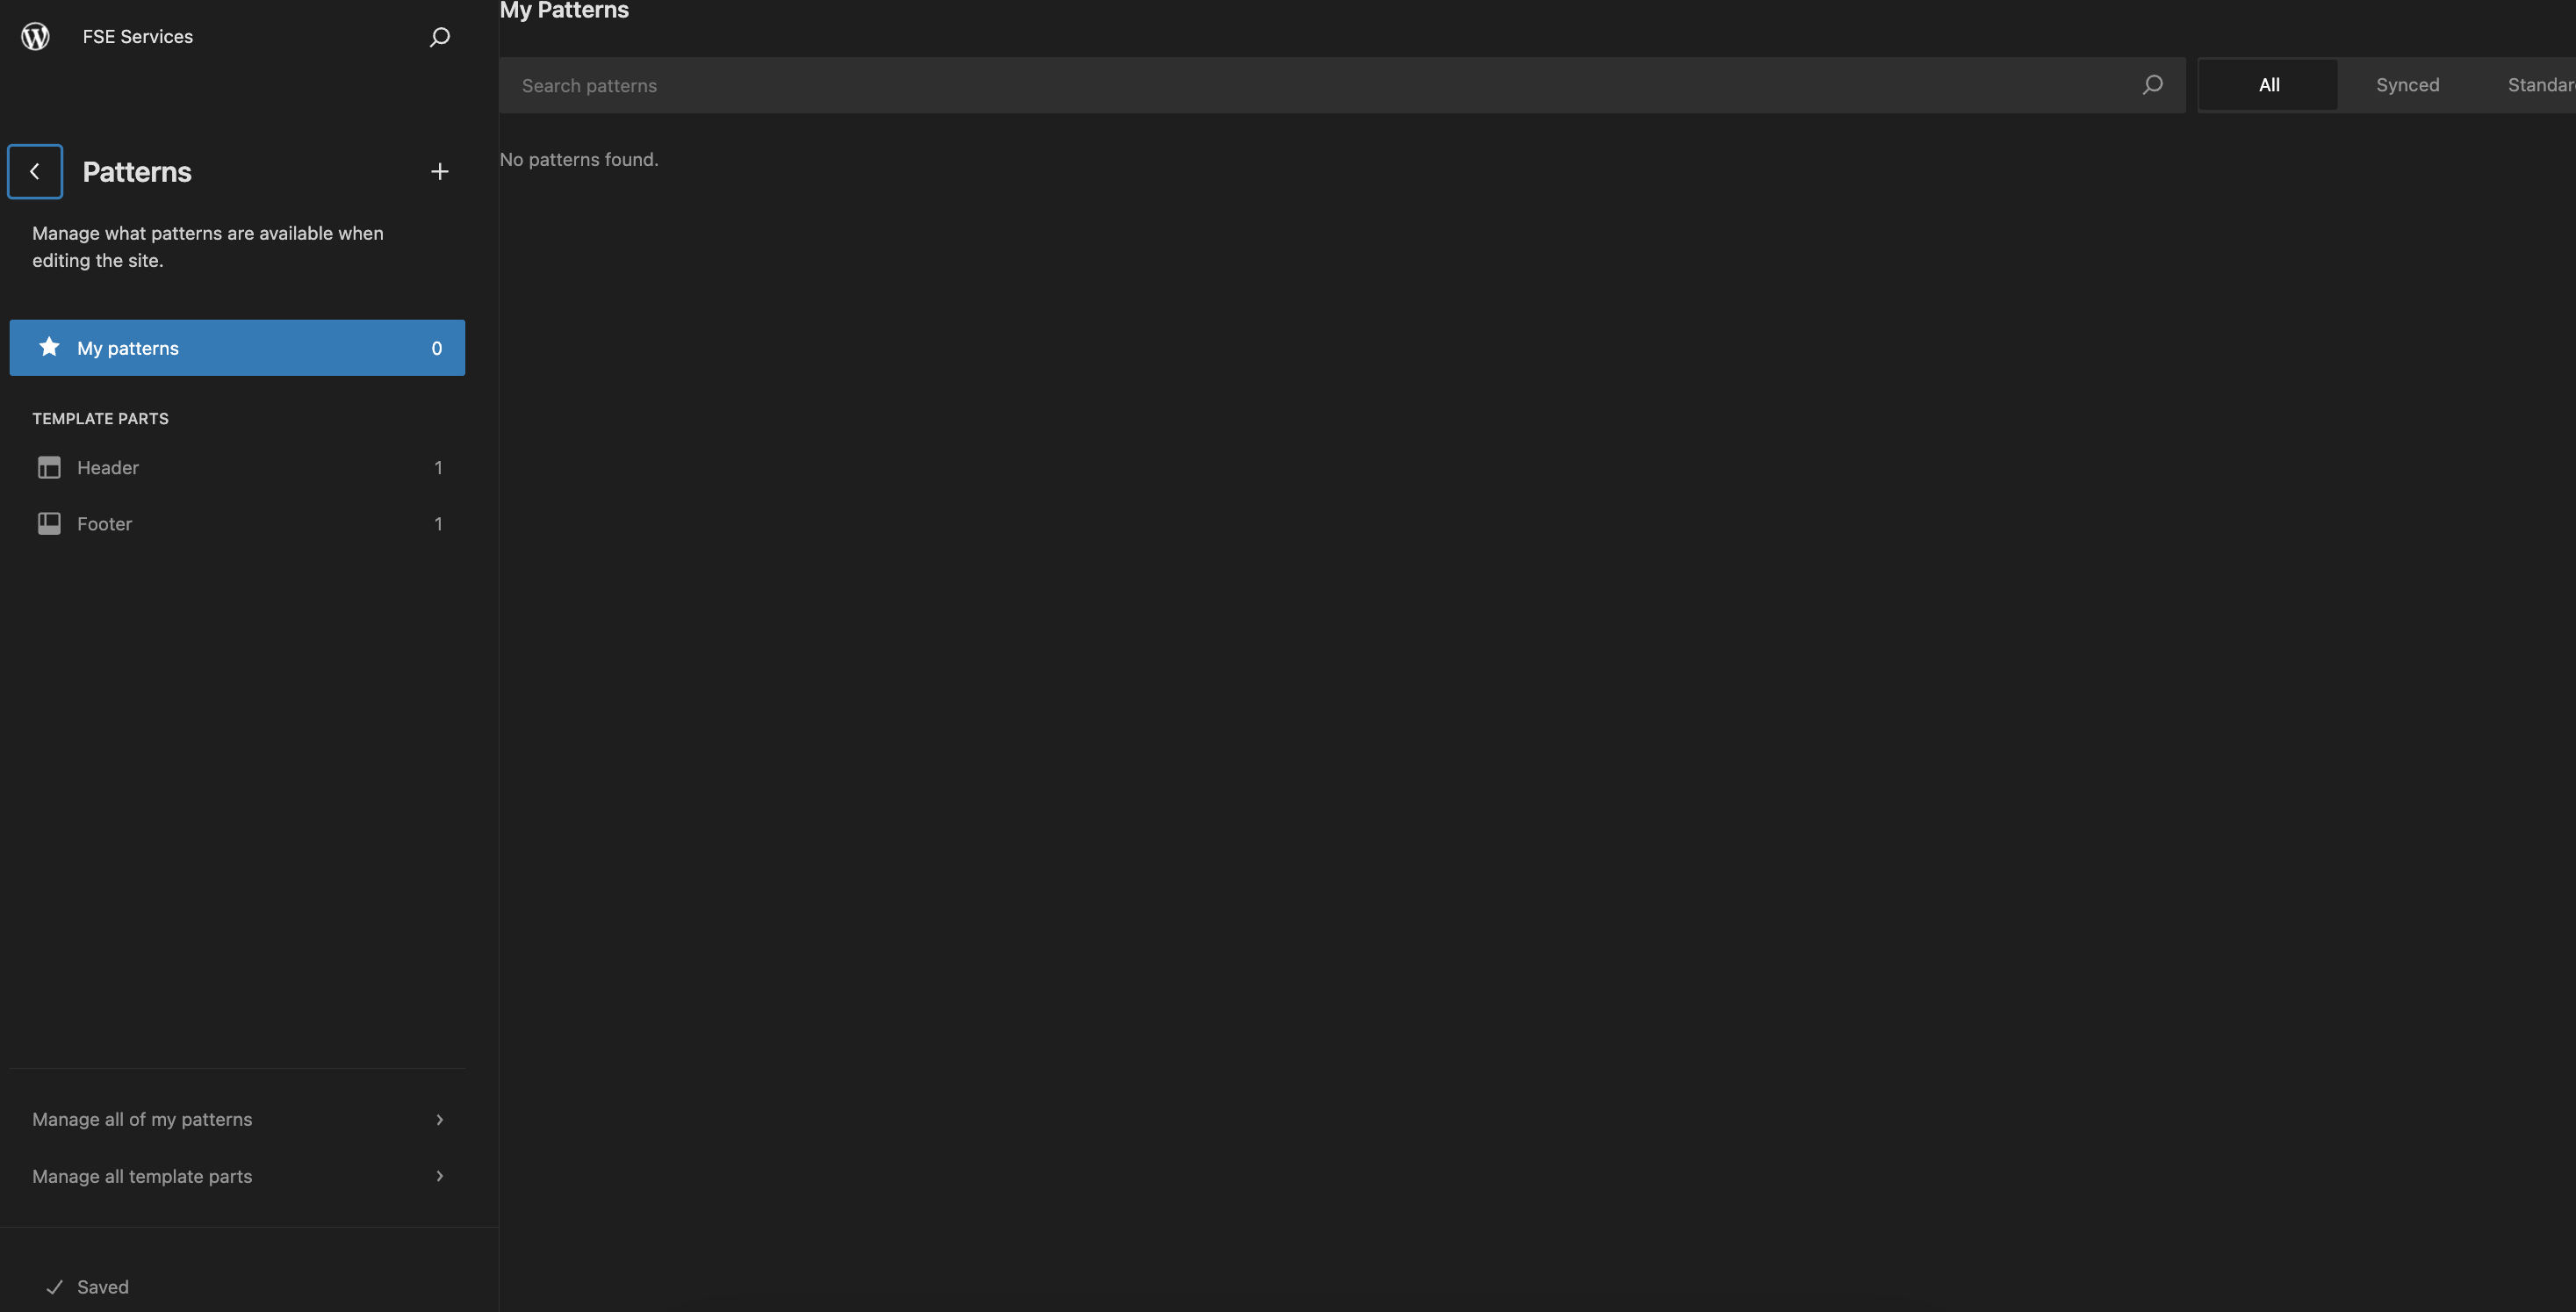 FSE Services
Patterns
Manage what patterns are available when
editing the site.
My patterns 0
TEMPLATE PARTS
Header 1
Footer 1
Manage all of my patterns
Manage all template parts
Saved
My Patterns
Search patterns
All Synced Standar
No patterns found.